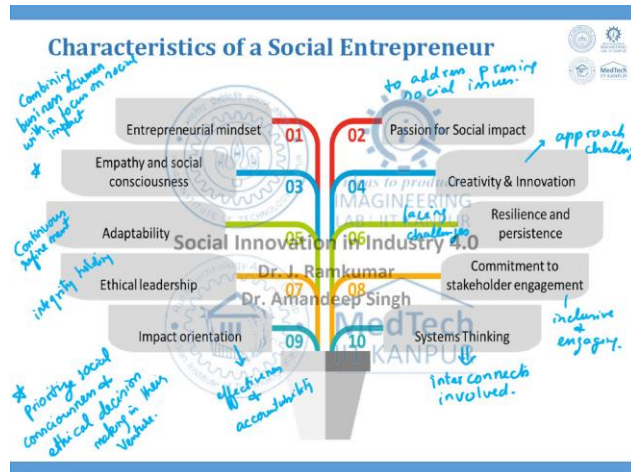 Characteristics of a Social Entrepreneur
Combining
business acumen
with a focus on social
impact
to address pressing
social issues.
Entrepreneurial mindset
01
02
Passion for Social impact
approach
Empathy and social
consciousness
03
04
Creativity & Innovation
IMAGINEERING
Continuous
refinement
Adaptability
05
06
facing
challenges
Resilience and
persistence
Social Innovation in Industry 4.0
Dr. J. Ramkumar
Dr. Amandeep Singh
integrity
Ethical leadership
07
08
Commitment to
stakeholder engagement
inclusive
&
engaging.
MedTech
IIT KANPUR
Impact orientation
09
10
Systems Thinking
effectiveness
&
accountability
interconnects
involved.
* Prioritize social
consciousness &
ethical decision
making in their
venture.
MedTech
IIT KANPUR